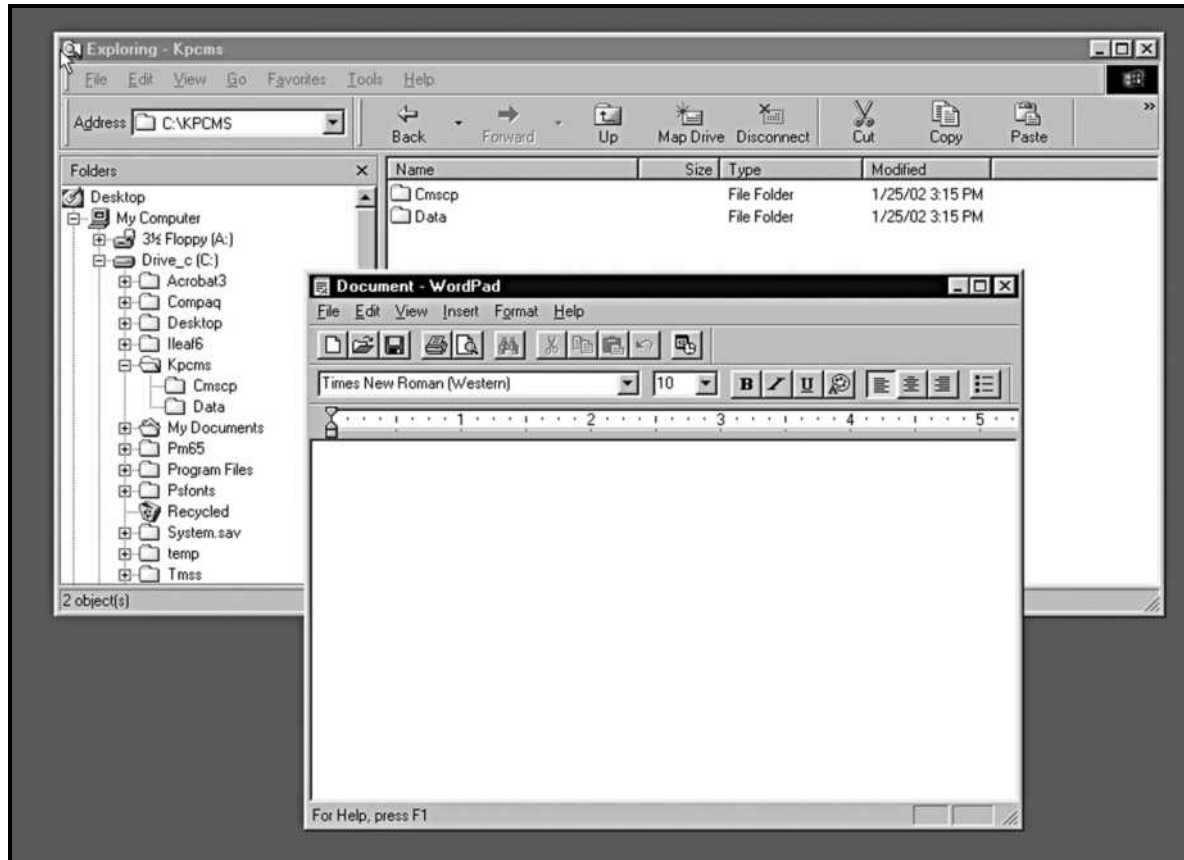 Exploring - Kpcms
File Edit View Go Favorites Tools Help
Address C:\KPCMS Back Forward Up Map Drive Disconnect Cut Copy Paste »
Folders
Desktop
My Computer
3½ Floppy (A:)
Drive_c (C:)
Acrobat3
Compaq
Desktop
Ileaf6
Kpcms
Cmscp
Data
My Documents
Pm65
Program Files
Psfonts
Recycled
System.sav
temp
Tmss
2 object(s)
Name Size Type Modified
Cmscp File Folder 1/25/02 3:15 PM
Data File Folder 1/25/02 3:15 PM
Document - WordPad
File Edit View Insert Format Help
Times New Roman (Western) 10 B I U
1 2 3 4 5
For Help, press F1